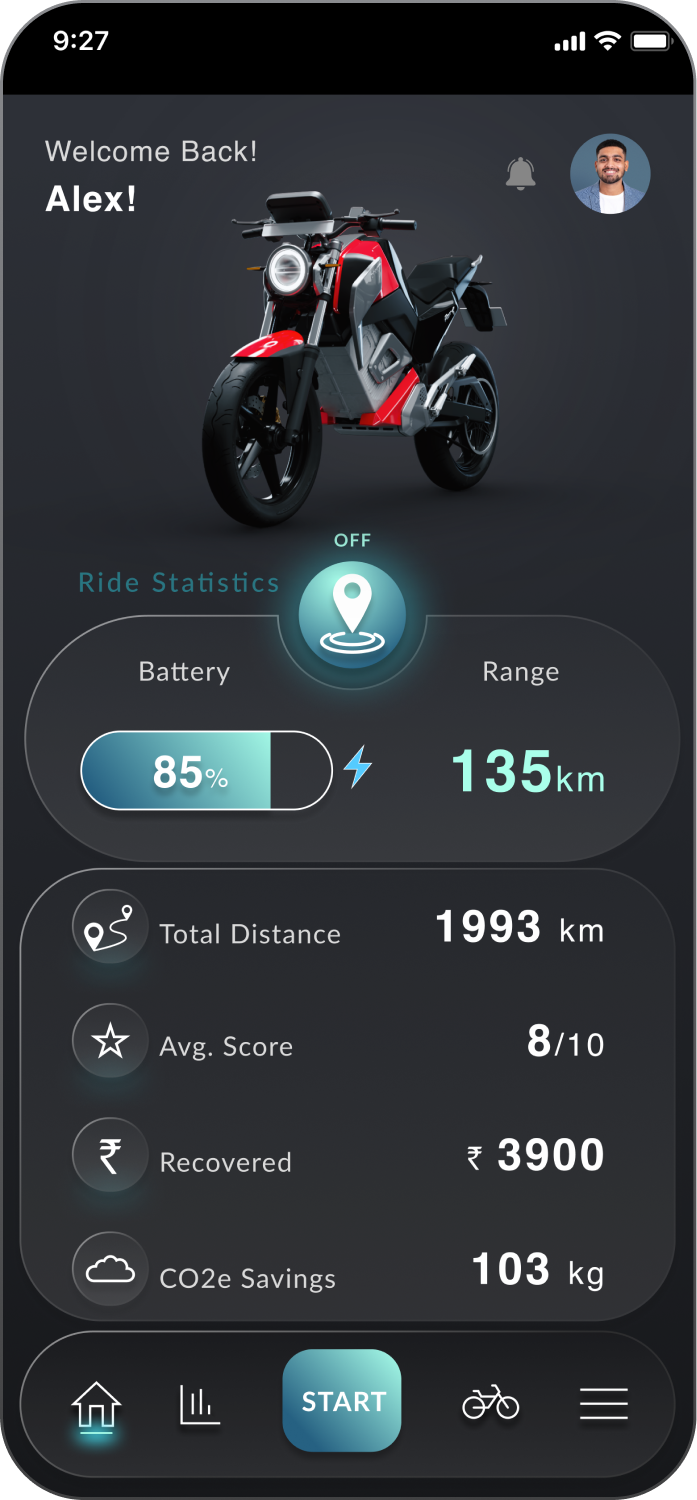 9:27
Welcome Back!
Alex!
OFF
Ride Statistics
Battery
Range
85%
135km
Total Distance
1993 km
Avg. Score
8/10
₹
Recovered
₹ 3900
CO2e Savings
103 kg
START